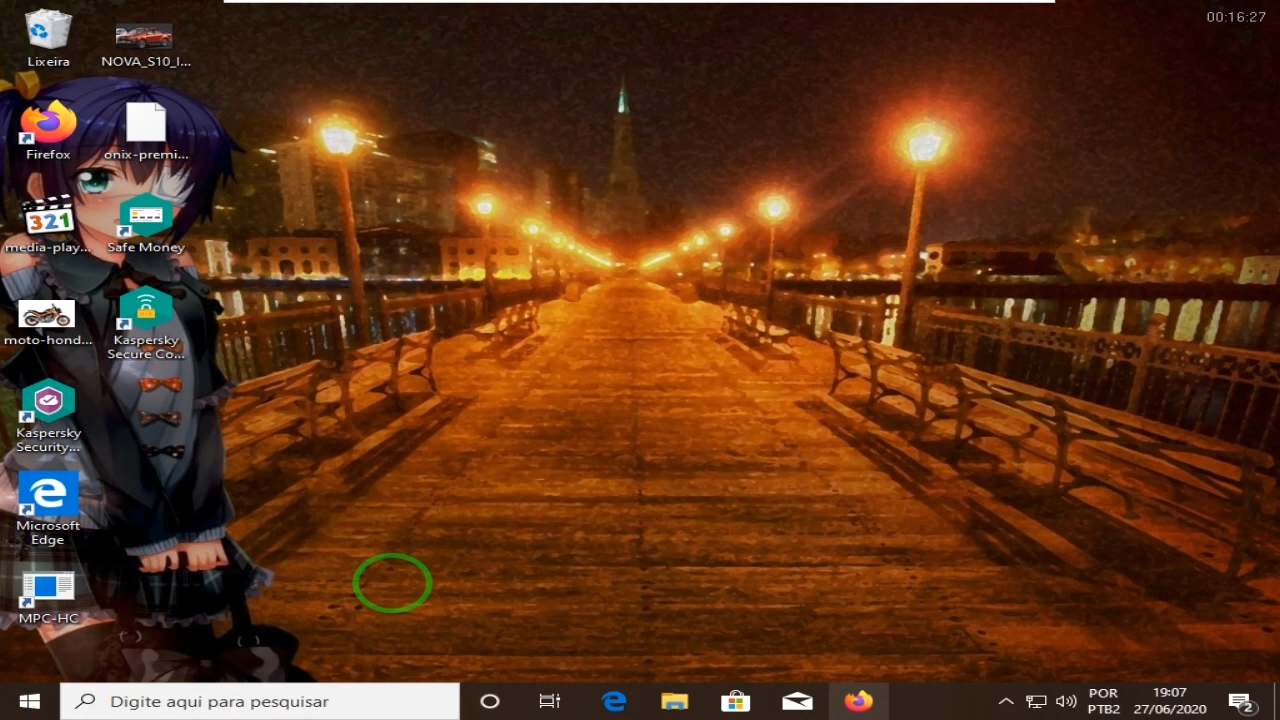 00:16:27
Lixeira
NOVA_S10_I...
Firefox
onix-premi...
321
media-play...
Safe Money
moto-hond...
Kaspersky
Secure Co...
Kaspersky
Security...
Microsoft
Edge
MPC-HC
Digite aqui para pesquisar
POR
PTB2
19:07
27/06/2020
2